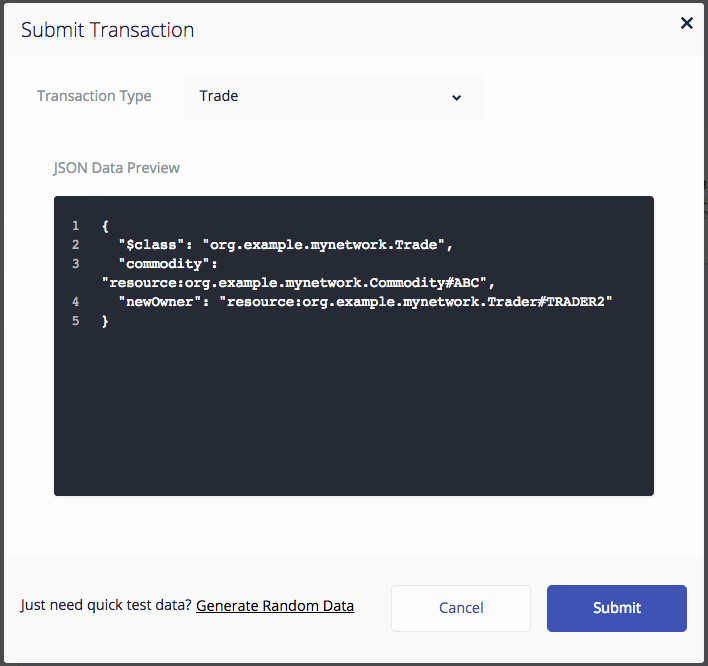 Submit Transaction
Transaction Type
Trade
JSON Data Preview
1 {
2 "$class": "org.example.mynetwork.Trade",
3 "commodity":
"resource:org.example.mynetwork.Commodity#ABC",
4 "newOwner": "resource:org.example.mynetwork.Trader#TRADER2"
5 }
Just need quick test data? Generate Random Data
Cancel
Submit